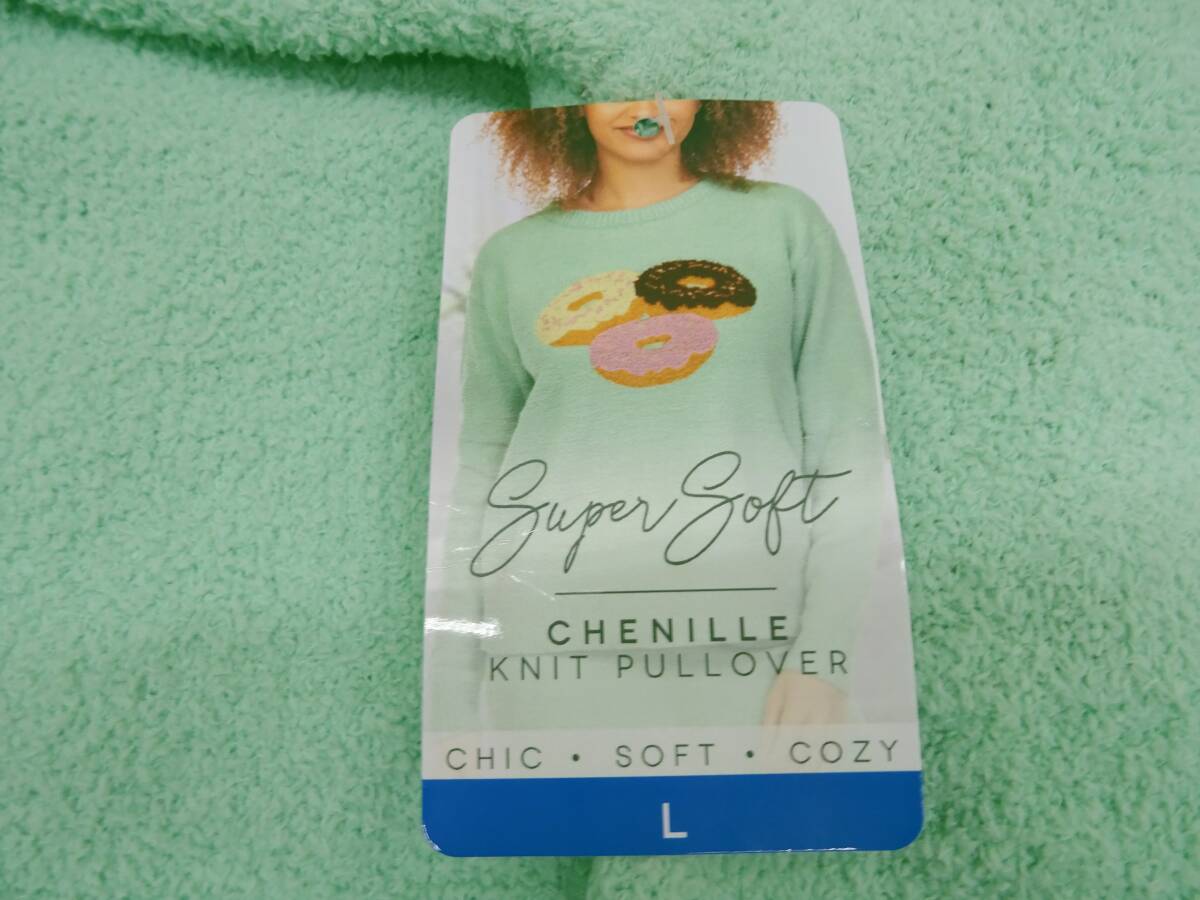 Super Soft
CHENILLE
KNIT PULLOVER
CHIC • SOFT • COZY
L